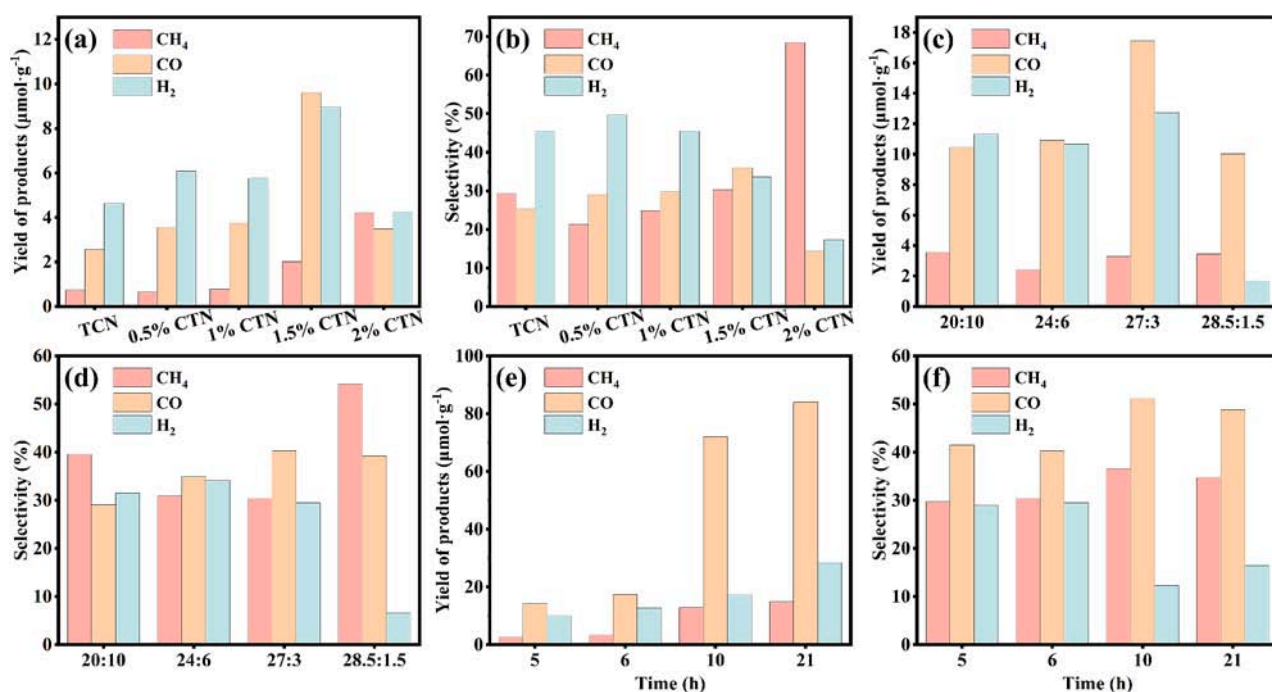 (a)
CH₄
CO
H₂
Yield of products (μmol·g⁻¹)
12
10
8
6
4
2
0
TCN
0.5% CTN
1% CTN
1.5% CTN
2% CTN
(b)
CH₄
CO
H₂
Selectivity (%)
70
60
50
40
30
20
10
0
TCN
0.5% CTN
1% CTN
1.5% CTN
2% CTN
(c)
CH₄
CO
H₂
Yield of products (μmol·g⁻¹)
18
16
14
12
10
8
6
4
2
0
20:10
24:6
27:3
28.5:1.5
(d)
CH₄
CO
H₂
Selectivity (%)
60
50
40
30
20
10
0
20:10
24:6
27:3
28.5:1.5
(e)
CH₄
CO
H₂
Yield of products (μmol·g⁻¹)
100
80
60
40
20
0
5
6
10
21
Time (h)
(f)
CH₄
CO
H₂
Selectivity (%)
60
50
40
30
20
10
0
5
6
10
21
Time (h)